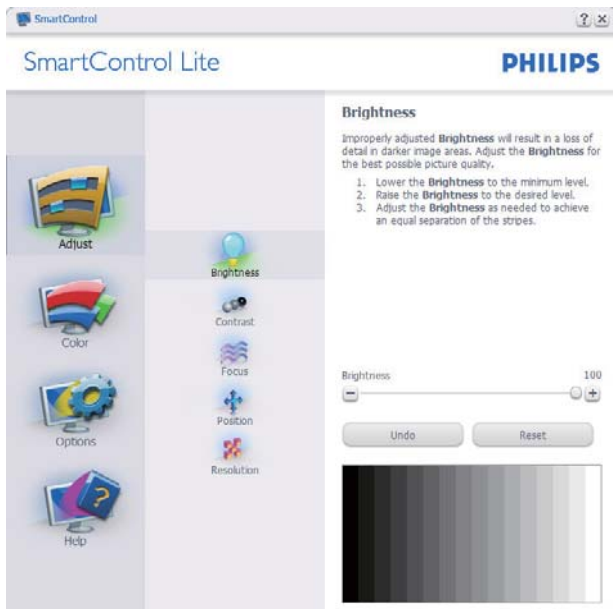 SmartControl
SmartControl Lite
PHILIPS
Adjust
Color
Options
Help
Brightness
Contrast
Focus
Position
Resolution
Brightness
Improperly adjusted Brightness will result in a loss of
detail in darker image areas. Adjust the Brightness for
the best possible picture quality.
1. Lower the Brightness to the minimum level.
2. Raise the Brightness to the desired level.
3. Adjust the Brightness as needed to achieve
an equal separation of the stripes.
Brightness 100
Undo Reset